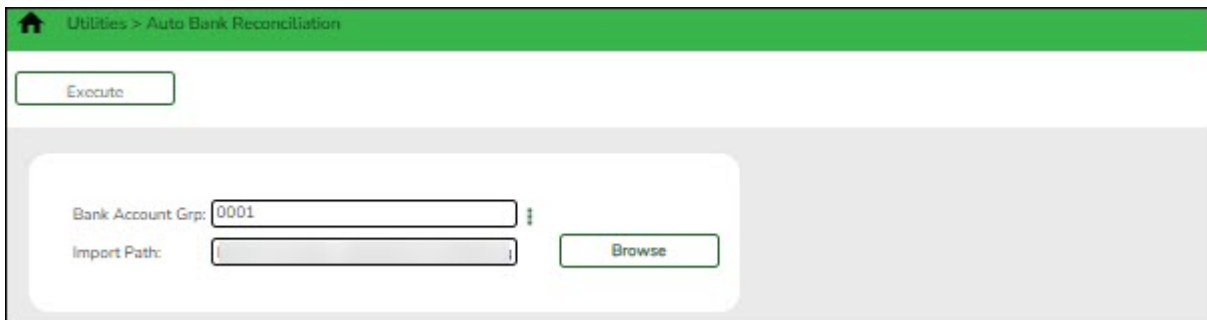 Utilities > Auto Bank Reconciliation
Execute
Bank Account Grp: 0001
Import Path:
Browse